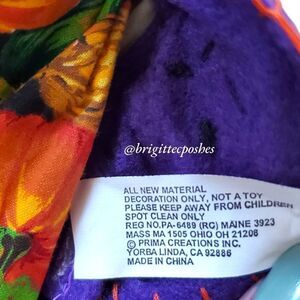 @brigittecposhes
ALL NEW MATERIAL
DECORATION ONLY, NOT A TOY
PLEASE KEEP AWAY FROM CHILDREN
SPOT CLEAN ONLY
REG NO.PA-6489 (RG) MAINE 3923
MASS MA 1505 OHIO OH 21208
℗ PRIMA CREATIONS INC.
YORBA LINDA, CA 92886
MADE IN CHINA